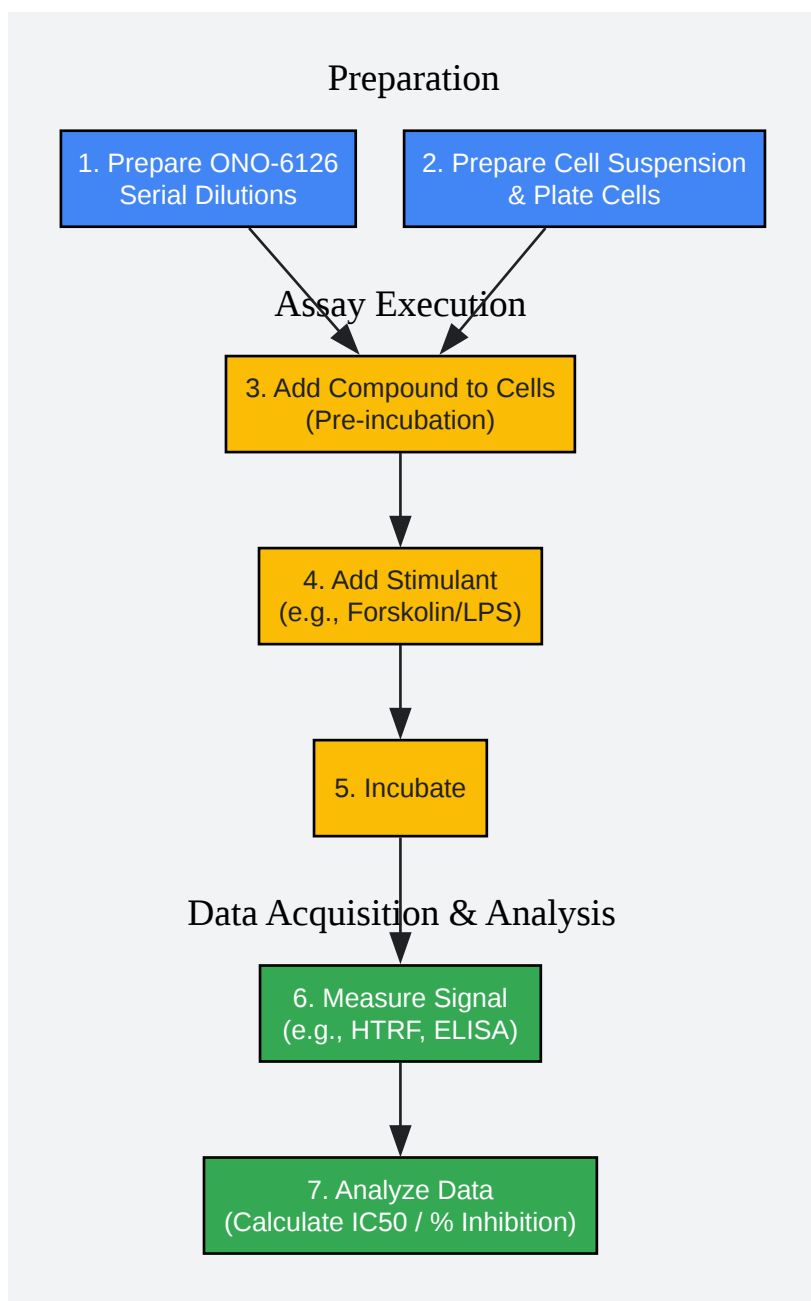 Preparation
1. Prepare ONO-6126
Serial Dilutions
2. Prepare Cell Suspension
& Plate Cells
Assay Execution
3. Add Compound to Cells
(Pre-incubation)
4. Add Stimulant
(e.g., Forskolin/LPS)
5. Incubate
Data Acquisition & Analysis
6. Measure Signal
(e.g., HTRF, ELISA)
7. Analyze Data
(Calculate IC50 / % Inhibition)